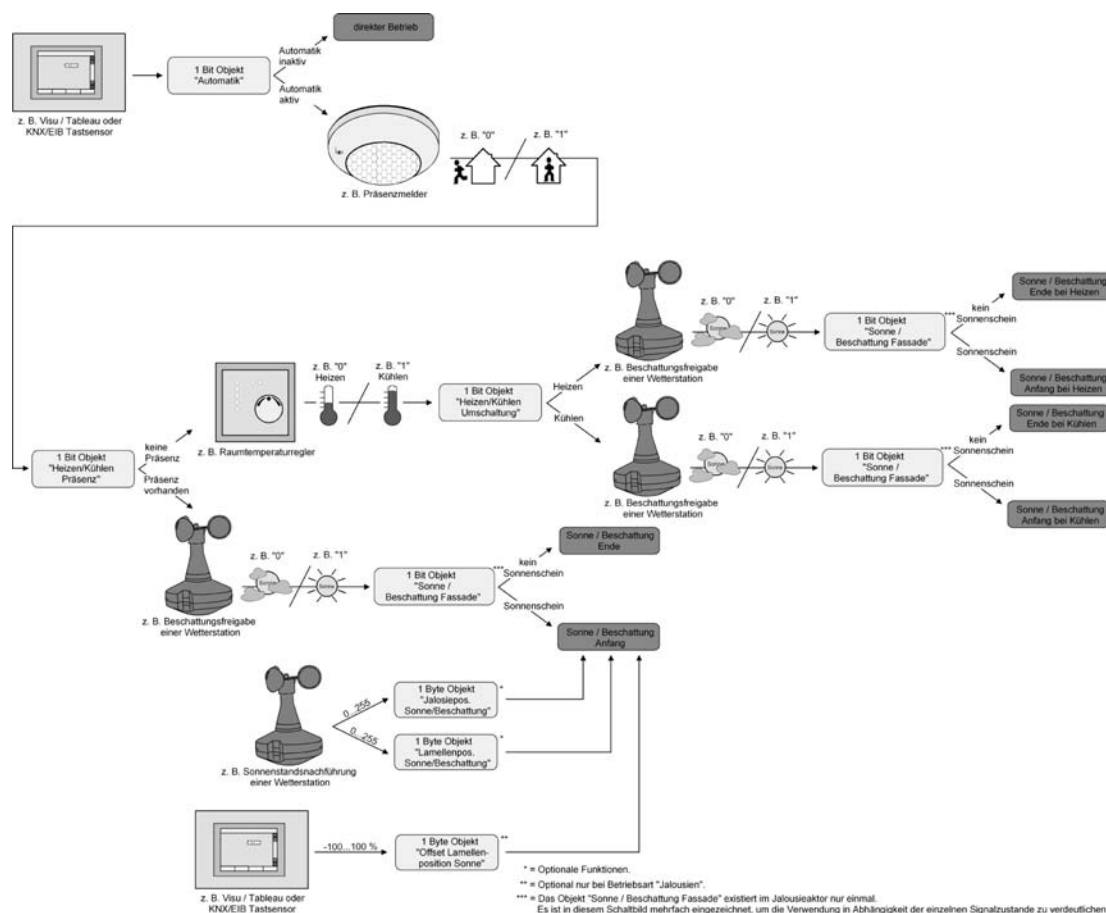 direkter Betrieb
Automatik
inaktiv
1 Bit Objekt
"Automatik"
Automatik
aktiv
z. B. Visu / Tableau oder
KNX/EIB Tastsensor
z. B. "0"
z. B. "1"
z. B. Präsenzmelder
z. B. "0"
z. B. "1"
Sonne
Sonne
1 Bit Objekt
"Sonne /
Beschattung Fassade"
***
kein
Sonnenschein
Sonnenschein
Sonne / Beschattung
Ende bei Heizen
Sonne / Beschattung
Anfang bei Heizen
z. B. Beschattungsfreigabe
einer Wetterstation
z. B. "0"
Heizen
z. B. "1"
Kühlen
1 Bit Objekt
"Heizen/Kühlen
Umschaltung"
Heizen
Kühlen
z. B. Raumtemperaturregler
z. B. "0"
z. B. "1"
Sonne
Sonne
1 Bit Objekt
"Sonne /
Beschattung Fassade"
***
kein
Sonnenschein
Sonnenschein
Sonne / Beschattung
Ende bei Kühlen
Sonne / Beschattung
Anfang bei Kühlen
z. B. Beschattungsfreigabe
einer Wetterstation
1 Bit Objekt
"Heizen/Kühlen
Präsenz"
keine
Präsenz
Präsenz
vorhanden
z. B. "0"
z. B. "1"
Sonne
Sonne
1 Bit Objekt
"Sonne /
Beschattung Fassade"
***
kein
Sonnenschein
Sonnenschein
Sonne / Beschattung
Ende
Sonne / Beschattung
Anfang
z. B. Beschattungsfreigabe
einer Wetterstation
0...255
0...255
1 Byte Objekt
"Jalosiepos.
Sonne/Beschattung"
*
1 Byte Objekt
"Lamellenpos.
Sonne/Beschattung"
*
z. B. Sonnenstandsnachführung
einer Wetterstation
-100...100 %
1 Byte Objekt
"Offset Lamellen-
position Sonne"
**
z. B. Visu / Tableau oder
KNX/EIB Tastsensor
* = Optionale Funktionen.
** = Optional nur bei Betriebsart "Jalousien".
*** = Das Objekt "Sonne / Beschattung Fassade" existiert im Jalousieaktor nur einmal.
Es ist in diesem Schaltbild mehrfach eingezeichnet, um die Verwendung in Abhängigkeit der einzelnen Signalzustande zu verdeutlichen